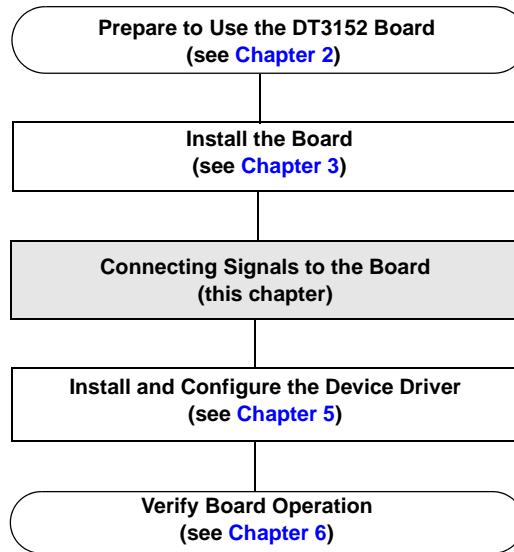 Prepare to Use the DT3152 Board
(see Chapter 2)
Install the Board
(see Chapter 3)
Connecting Signals to the Board
(this chapter)
Install and Configure the Device Driver
(see Chapter 5)
Verify Board Operation
(see Chapter 6)